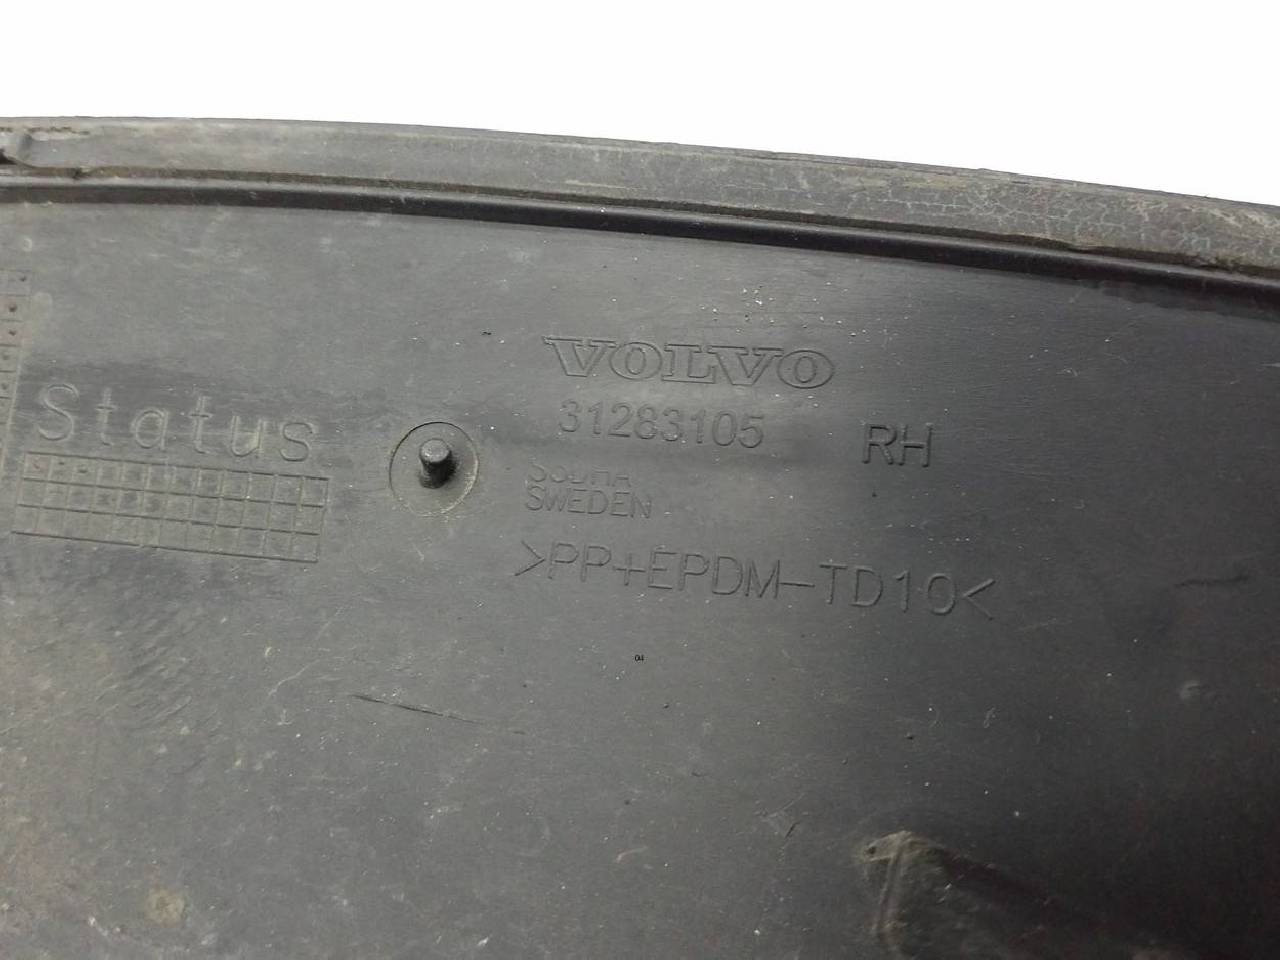 VOLVO
31283105 RH
Status
SWEDEN
>PP+EPDM-TD10<